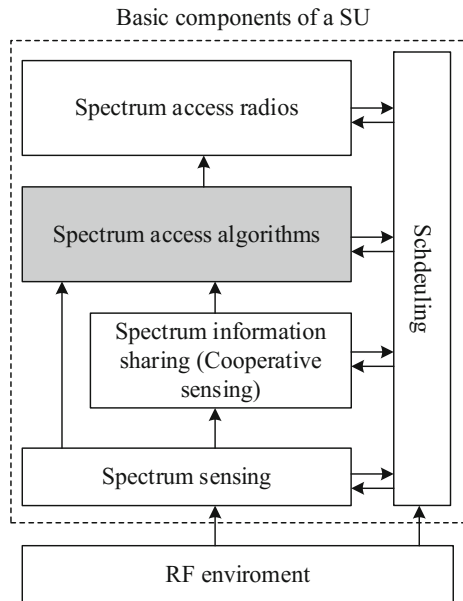 Basic components of a SU
Spectrum access radios
Spectrum access algorithms
Spectrum information
sharing (Cooperative
sensing)
Spectrum sensing
Schdeuling
RF enviroment